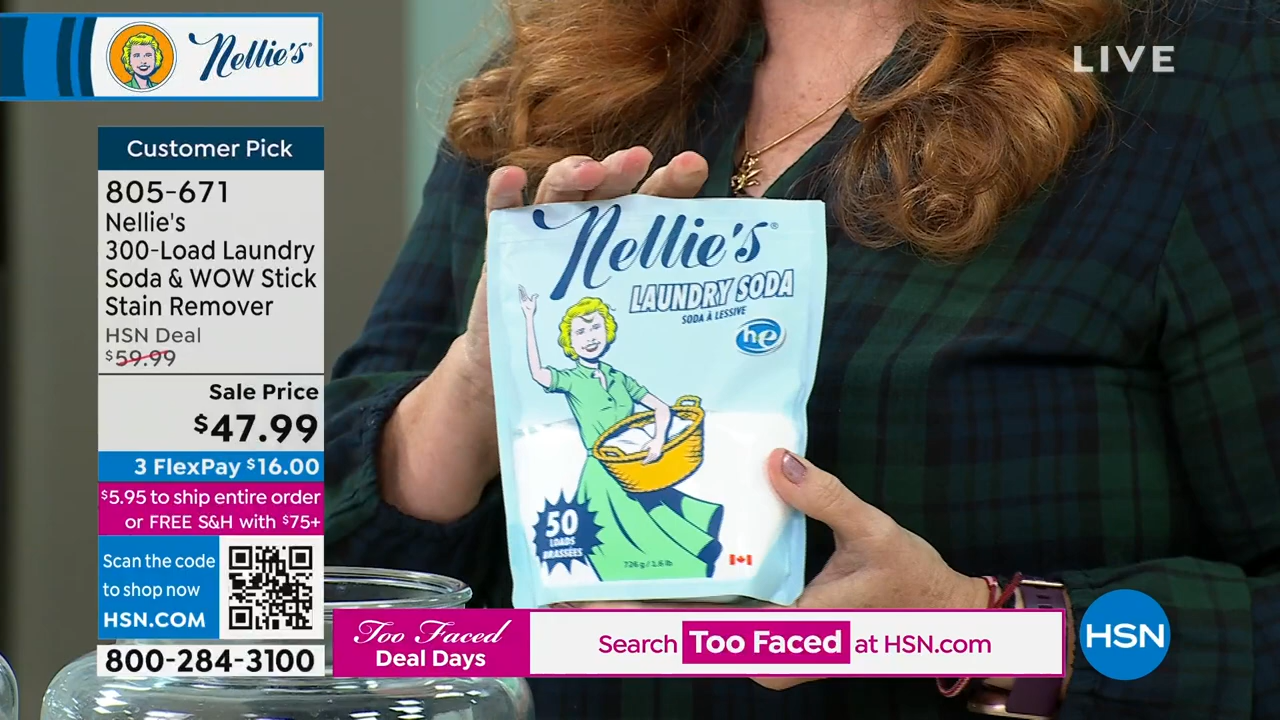 Nellie's®
LIVE
Customer Pick
805-671
Nellie's
300-Load Laundry
Soda & WOW Stick
Stain Remover
HSN Deal
$59.99
Sale Price
$47.99
3 FlexPay $16.00
$5.95 to ship entire order
or FREE S&H with $75+
Scan the code
to shop now
HSN.COM
800-284-3100
Nellie's®
LAUNDRY SODA
SODA À LESSIVE
he
50
LOADS
BRASSÉES
726 g / 1.6 lb
Too Faced
Deal Days
Search Too Faced at HSN.com
HSN